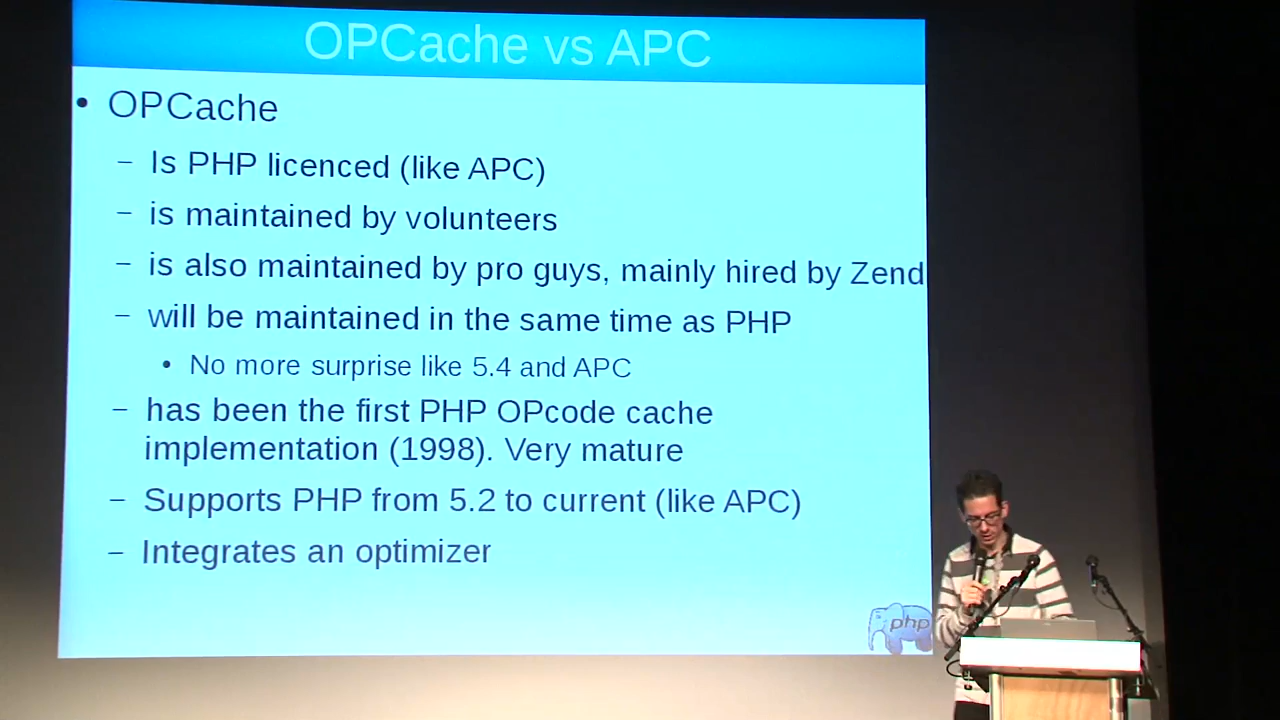 OPCache vs APC
• OPCache
– Is PHP licenced (like APC)
– is maintained by volunteers
– is also maintained by pro guys, mainly hired by Zend
– will be maintained in the same time as PHP
• No more surprise like 5.4 and APC
– has been the first PHP OPcode cache
implementation (1998). Very mature
– Supports PHP from 5.2 to current (like APC)
– Integrates an optimizer
php